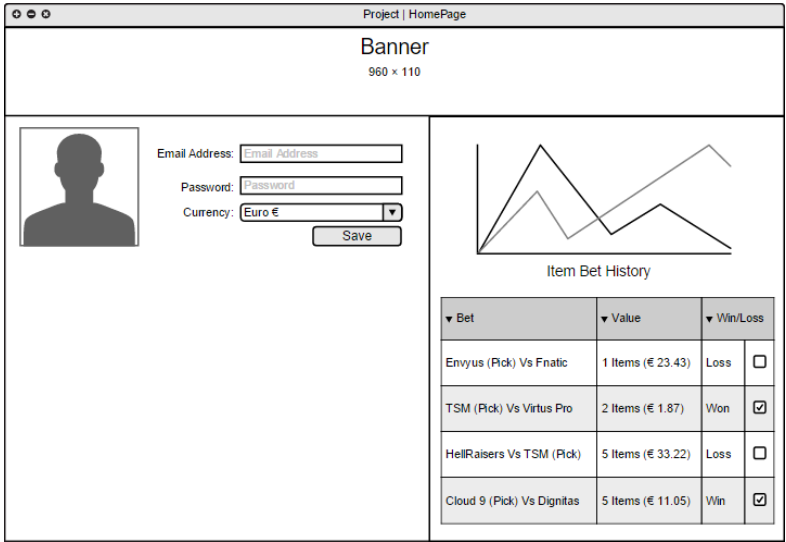 Project | HomePage
Banner
960 × 110
Email Address: Email Address
Password: Password
Currency: Euro €
Save
Item Bet History
Bet Value Win/Loss
Envyus (Pick) Vs Fnatic 1 Items (€ 23.43) Loss
TSM (Pick) Vs Virtus Pro 2 Items (€ 1.87) Won
HellRaisers Vs TSM (Pick) 5 Items (€ 33.22) Loss
Cloud 9 (Pick) Vs Dignitas 5 Items (€ 11.05) Win